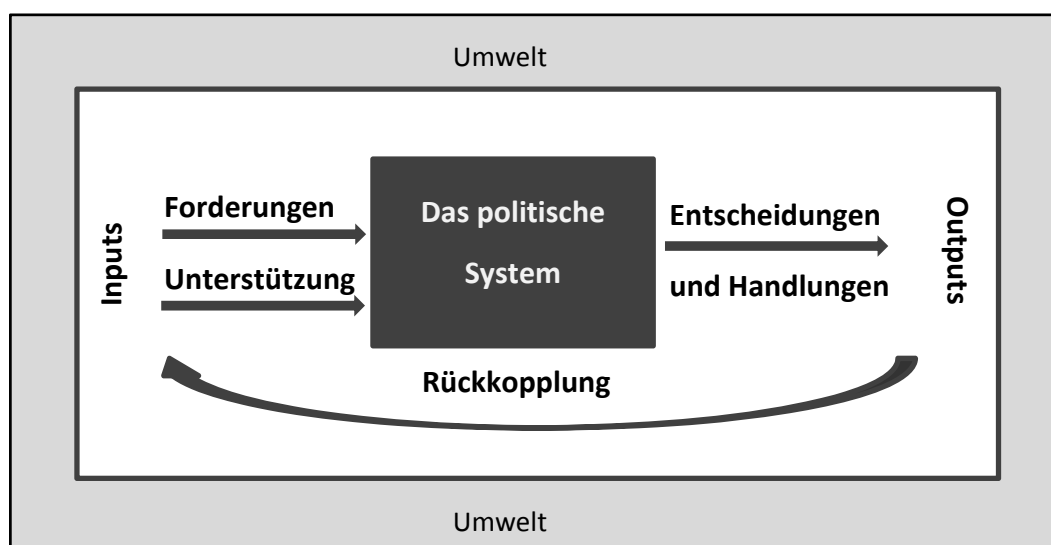 Umwelt
Inputs
Forderungen
Unterstützung
Das politische
System
Entscheidungen
und Handlungen
Outputs
Rückkopplung
Umwelt